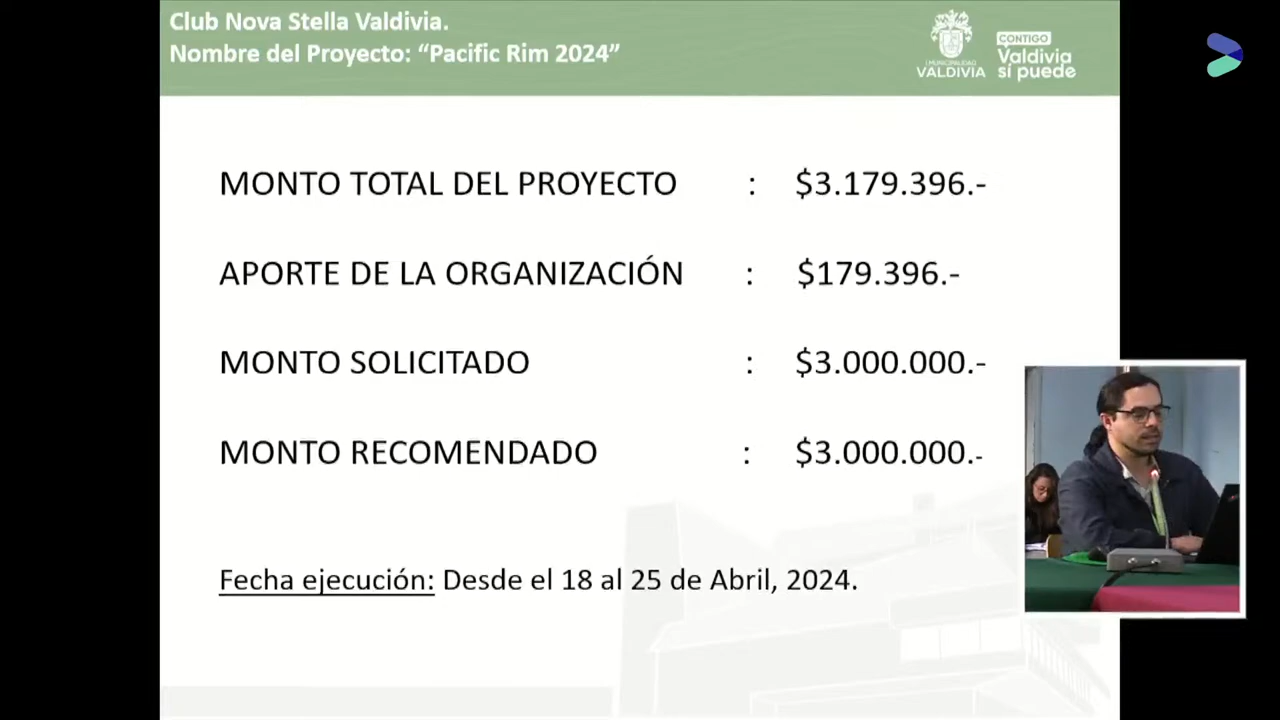 Club Nova Stella Valdivia.
Nombre del Proyecto: “Pacific Rim 2024”
I. MUNICIPALIDAD
VALDIVIA
CONTIGO
Valdivia
sí puede
MONTO TOTAL DEL PROYECTO : $3.179.396.-
APORTE DE LA ORGANIZACIÓN : $179.396.-
MONTO SOLICITADO : $3.000.000.-
MONTO RECOMENDADO : $3.000.000.-
Fecha ejecución: Desde el 18 al 25 de Abril, 2024.